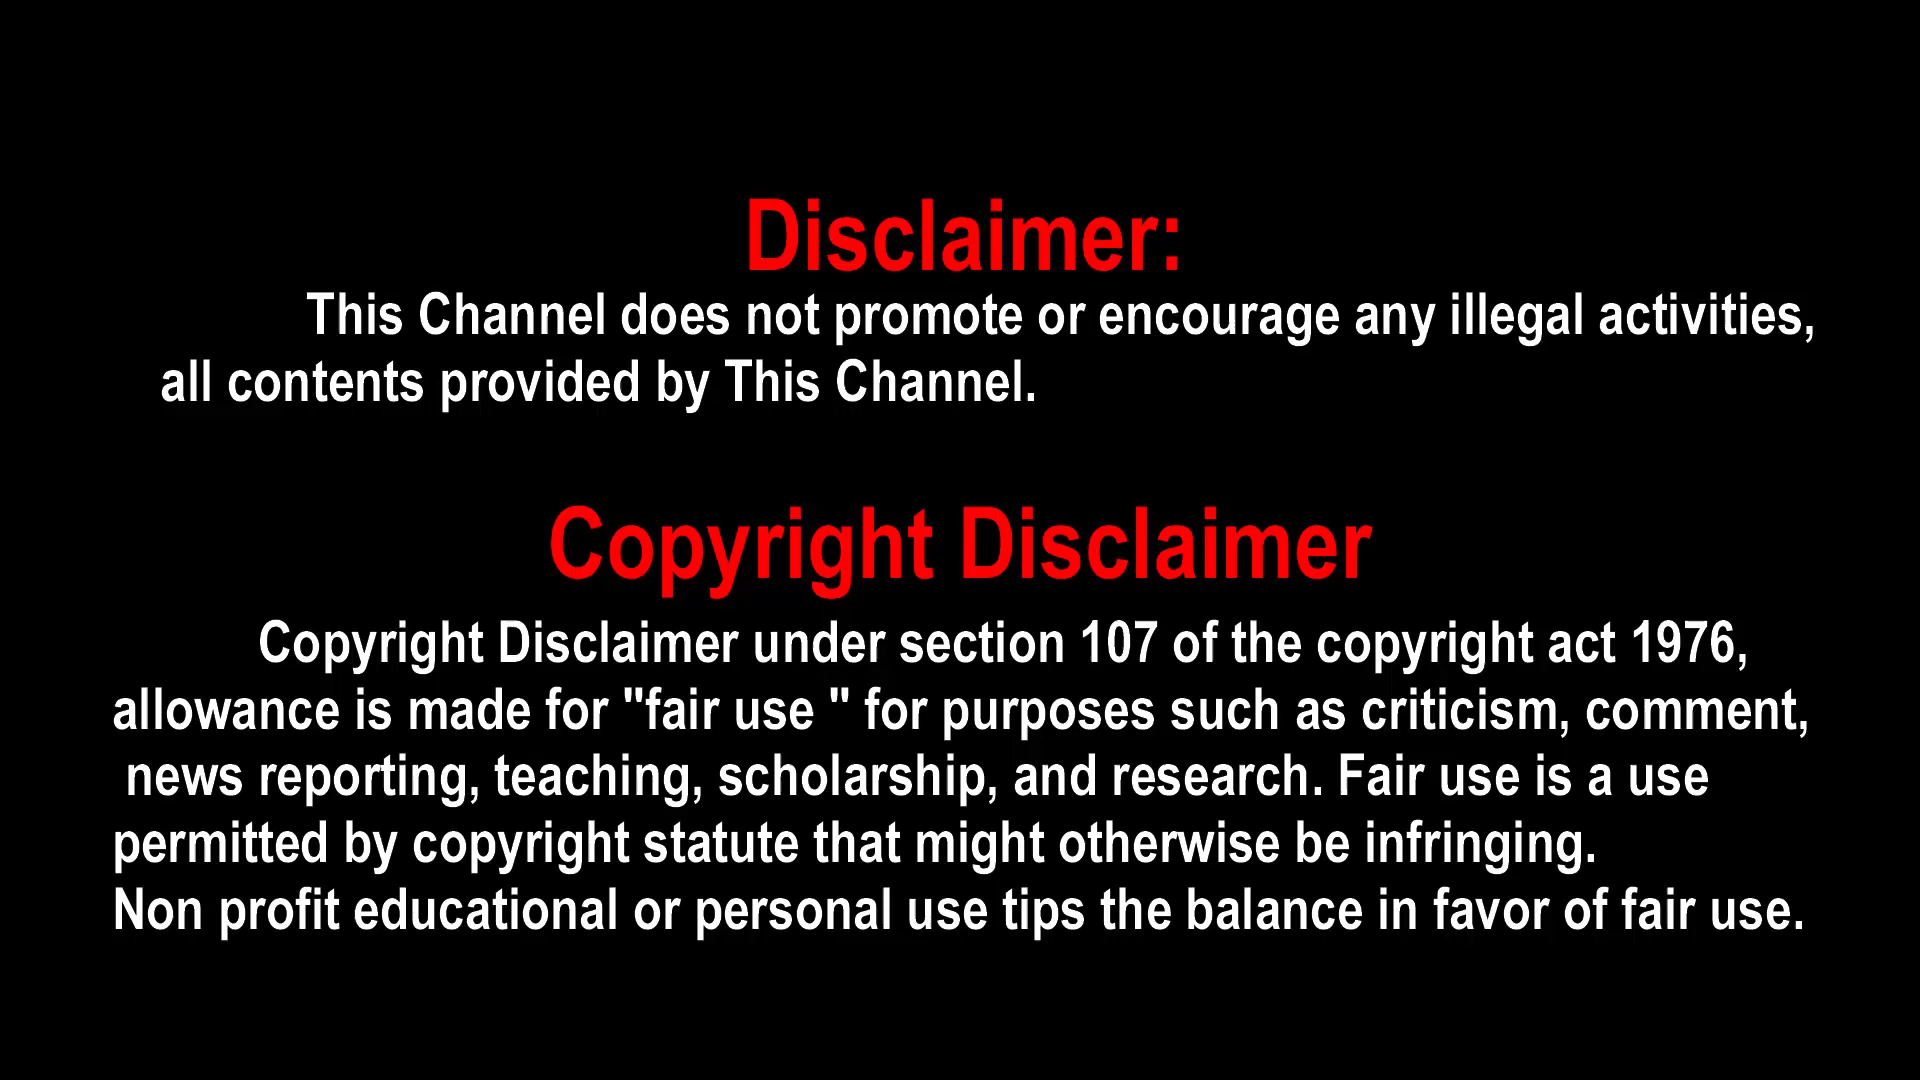 Disclaimer:
This Channel does not promote or encourage any illegal activities,
all contents provided by This Channel.
Copyright Disclaimer
Copyright Disclaimer under section 107 of the copyright act 1976,
allowance is made for "fair use " for purposes such as criticism, comment,
news reporting, teaching, scholarship, and research. Fair use is a use
permitted by copyright statute that might otherwise be infringing.
Non profit educational or personal use tips the balance in favor of fair use.